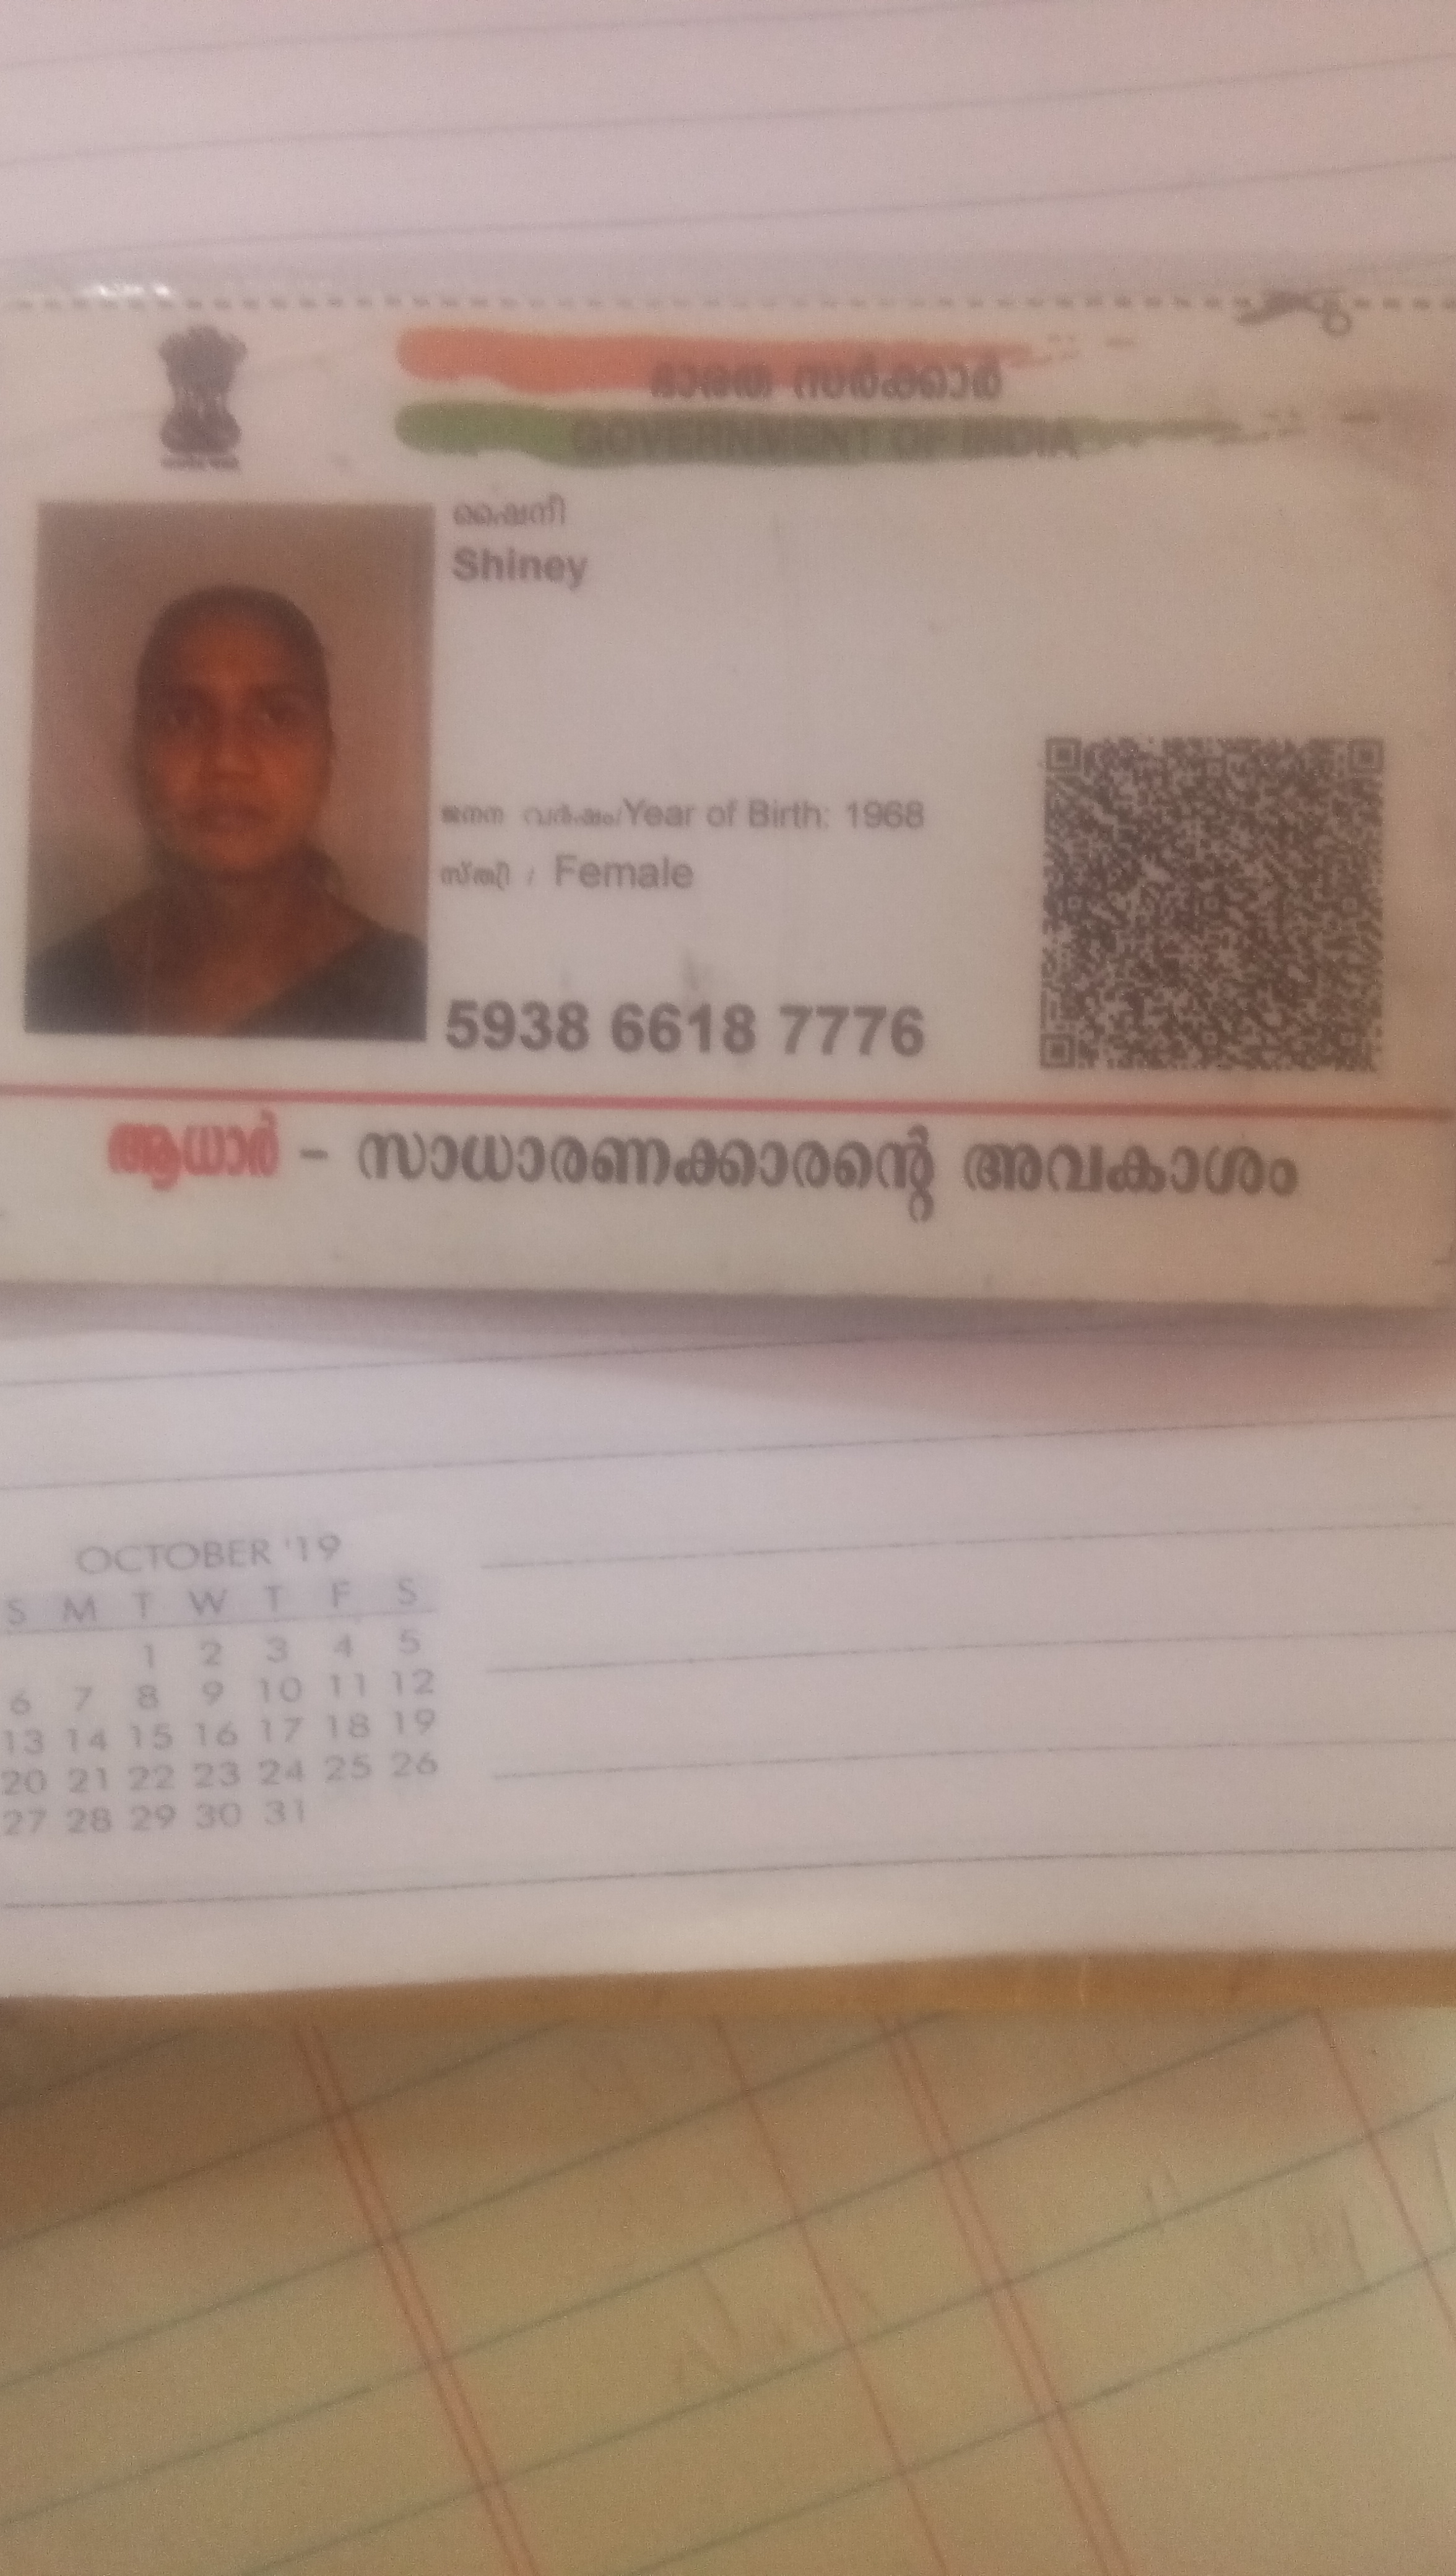 ഭാരത സർക്കാർ
GOVERNMENT OF INDIA
ഷൈനി
Shiney
ജനന വർഷം/Year of Birth: 1968
സ്ത്രീ / Female
5938 6618 7776
ആധാർ – സാധാരണക്കാരന്റെ അവകാശം
OCTOBER '19
S M T W T F S
1 2 3 4 5
6 7 8 9 10 11 12
13 14 15 16 17 18 19
20 21 22 23 24 25 26
27 28 29 30 31